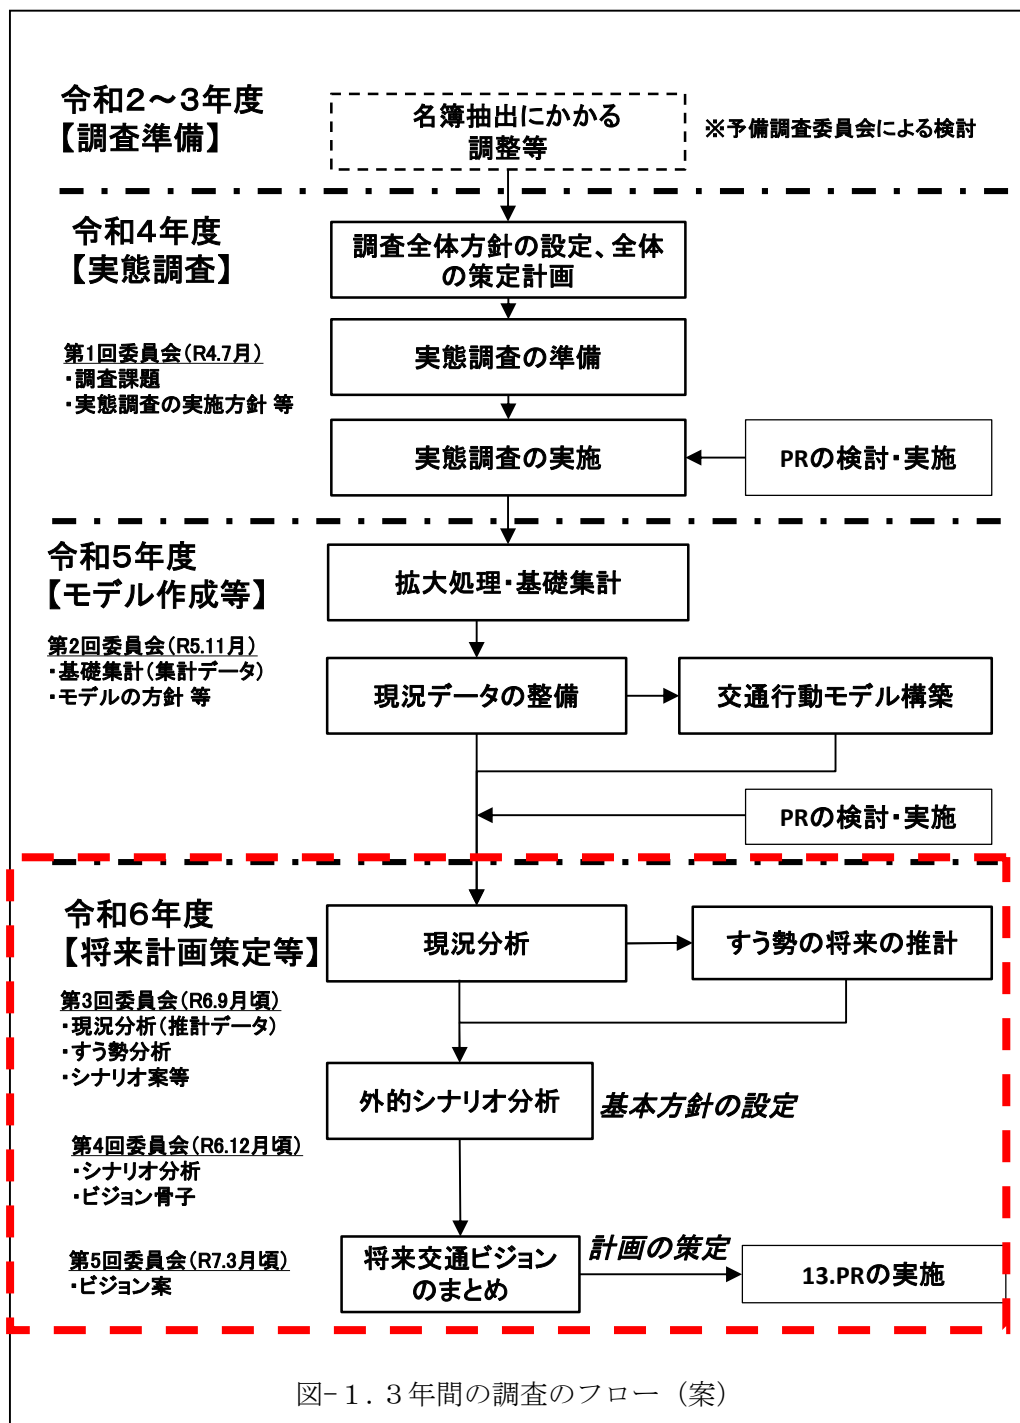 令和2～3年度
【調査準備】
名簿抽出にかかる
調整等
※予備調査委員会による検討
令和4年度
【実態調査】
調査全体方針の設定、全体
の策定計画
第1回委員会(R4.7月)
・調査課題
・実態調査の実施方針 等
実態調査の準備
実態調査の実施
PRの検討・実施
令和5年度
【モデル作成等】
拡大処理・基礎集計
第2回委員会(R5.11月)
・基礎集計(集計データ)
・モデルの方針 等
現況データの整備
交通行動モデル構築
PRの検討・実施
令和6年度
【将来計画策定等】
現況分析
すう勢の将来の推計
第3回委員会(R6.9月頃)
・現況分析(推計データ)
・すう勢分析
・シナリオ案等
外的シナリオ分析
基本方針の設定
第4回委員会(R6.12月頃)
・シナリオ分析
・ビジョン骨子
第5回委員会(R7.3月頃)
・ビジョン案
将来交通ビジョン
のまとめ
計画の策定
13.PRの実施
図-１．３年間の調査のフロー（案）